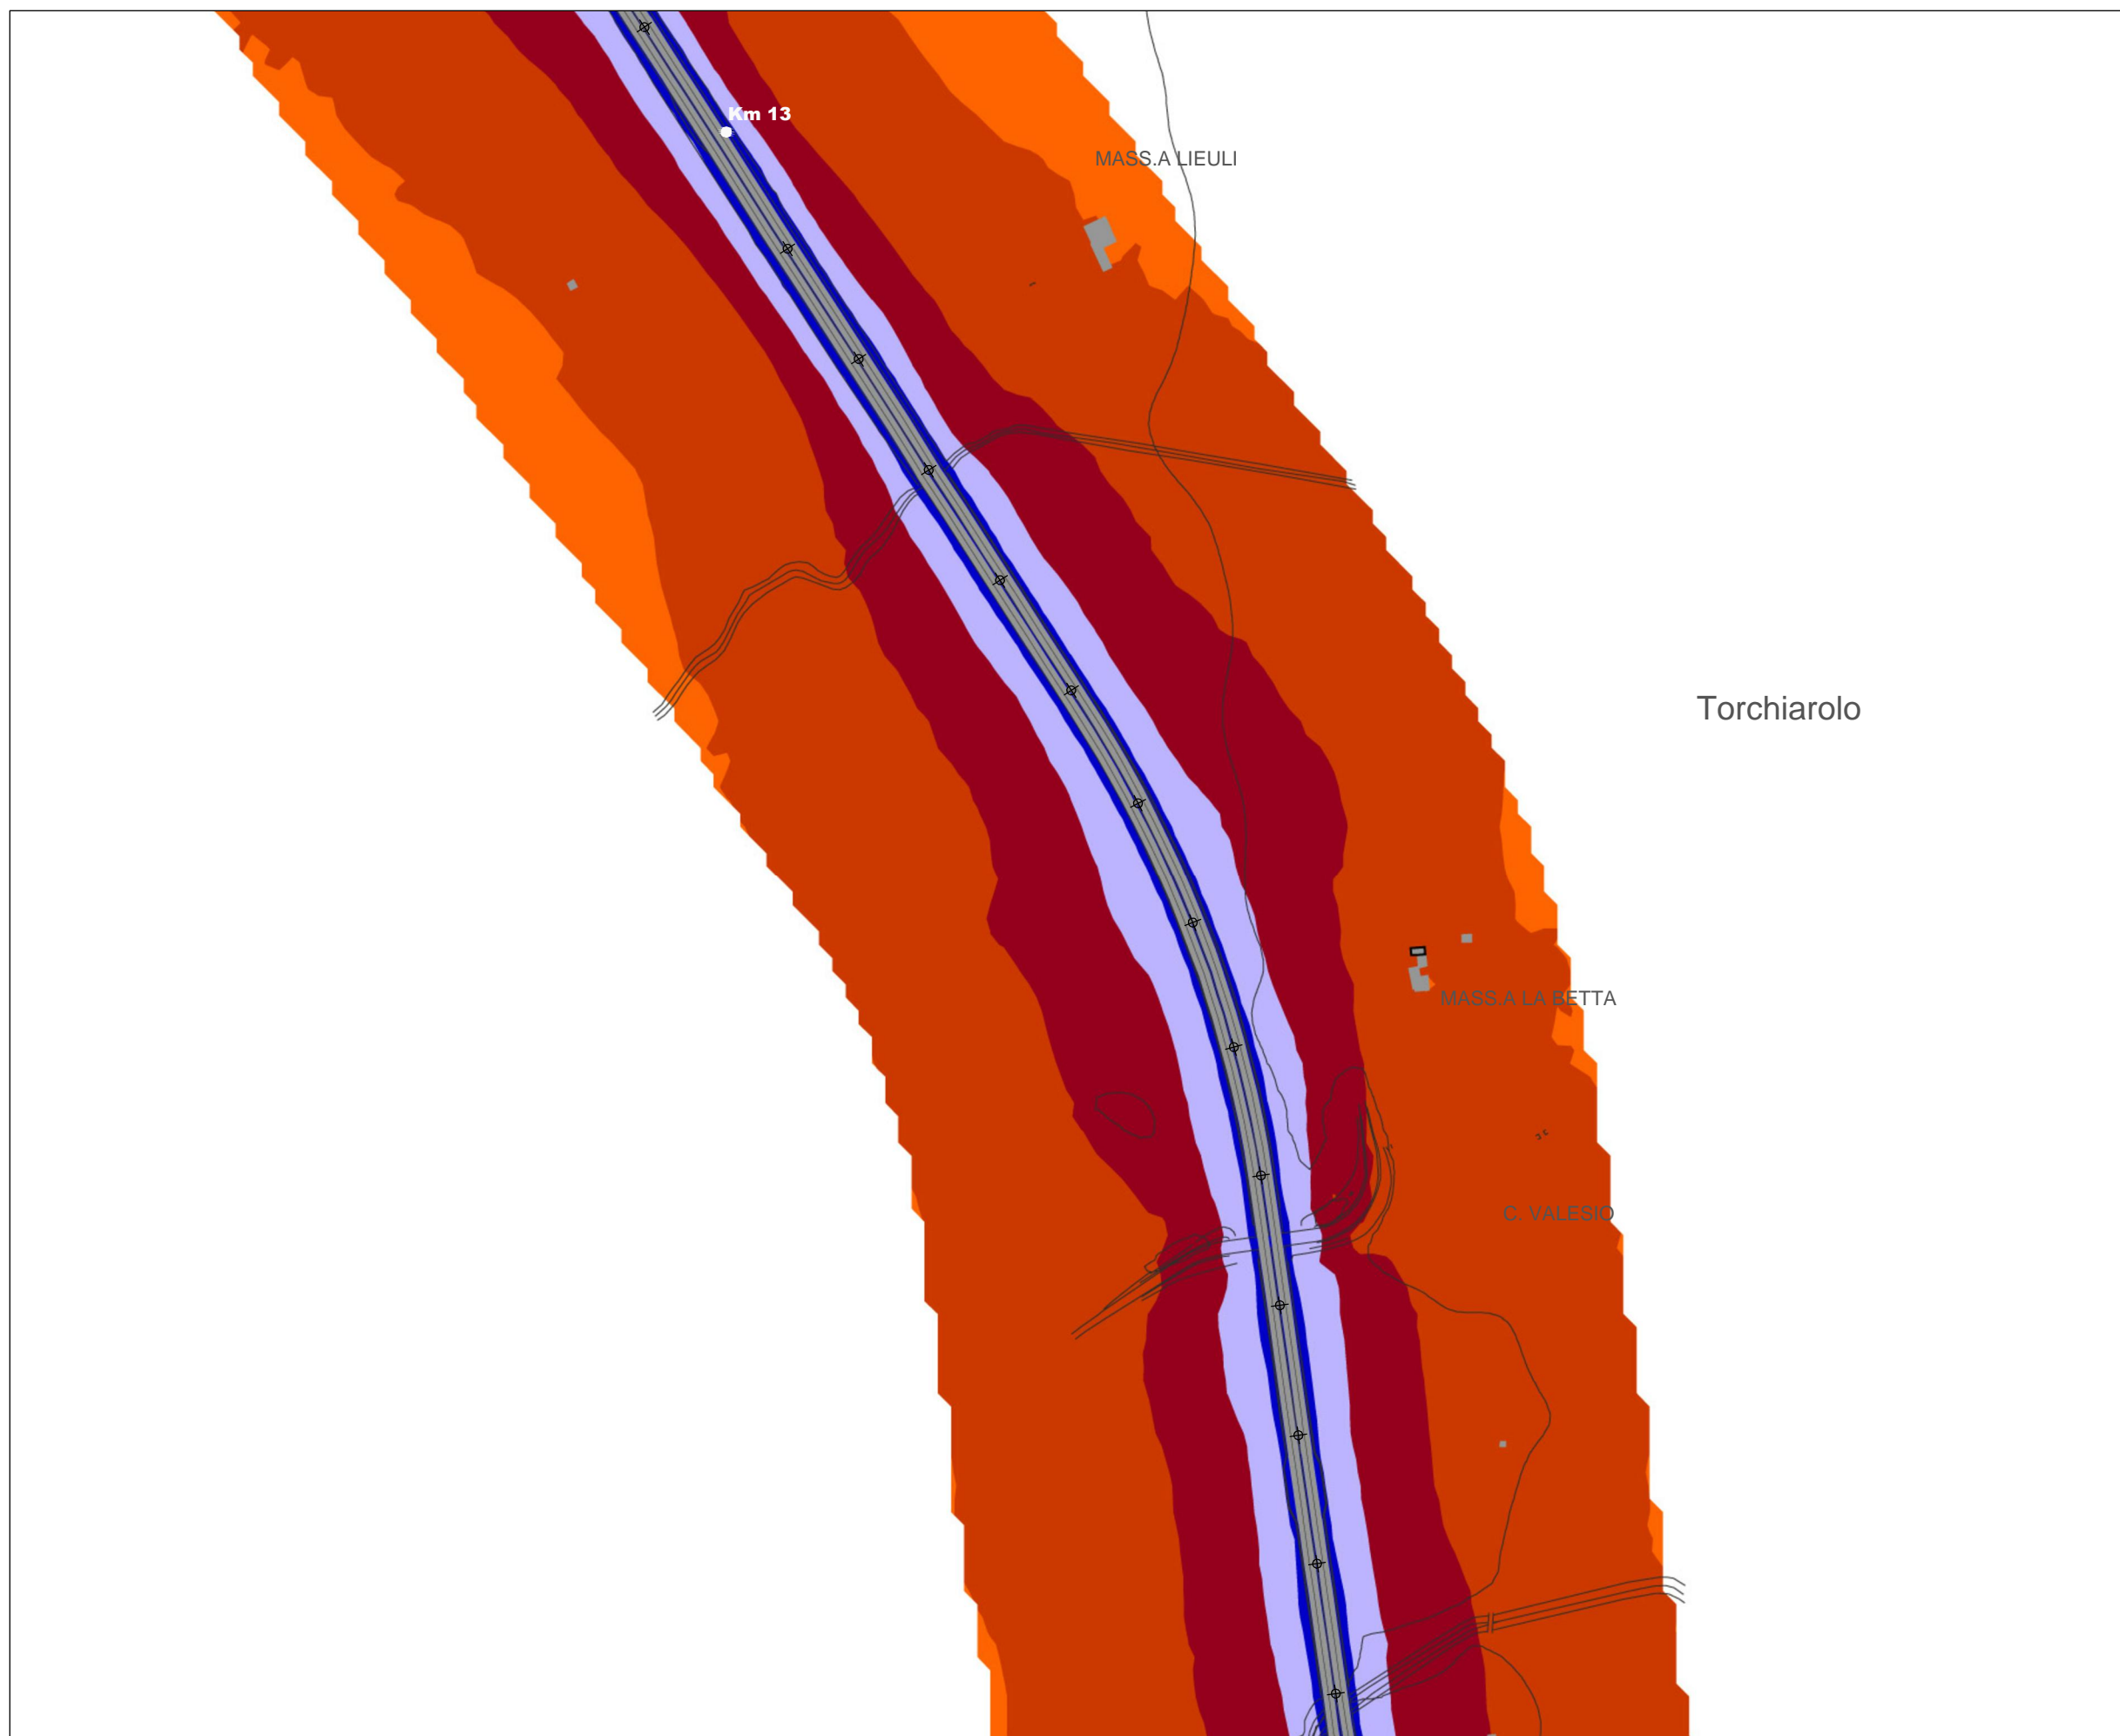 Km 13
MASS.A LIEULI
Torchiarolo
MASS.A LA BETTA
C. VALESIO